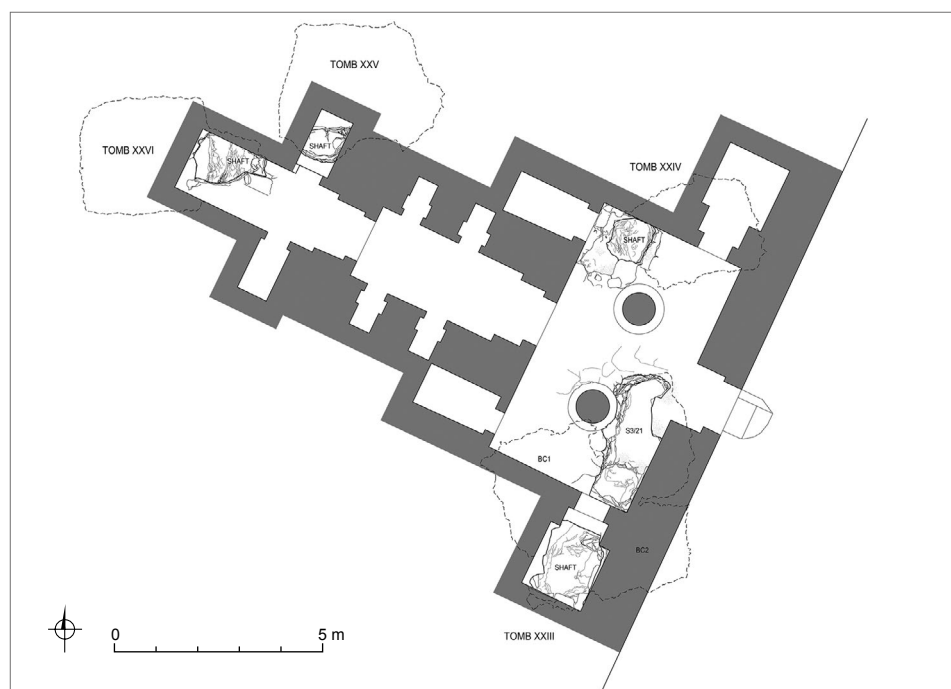 TOMB XXV
TOMB XXVI
SHAFT
SHAFT
TOMB XXIV
SHAFT
S3/21
BC1
BC2
SHAFT
TOMB XXIII
0
5 m